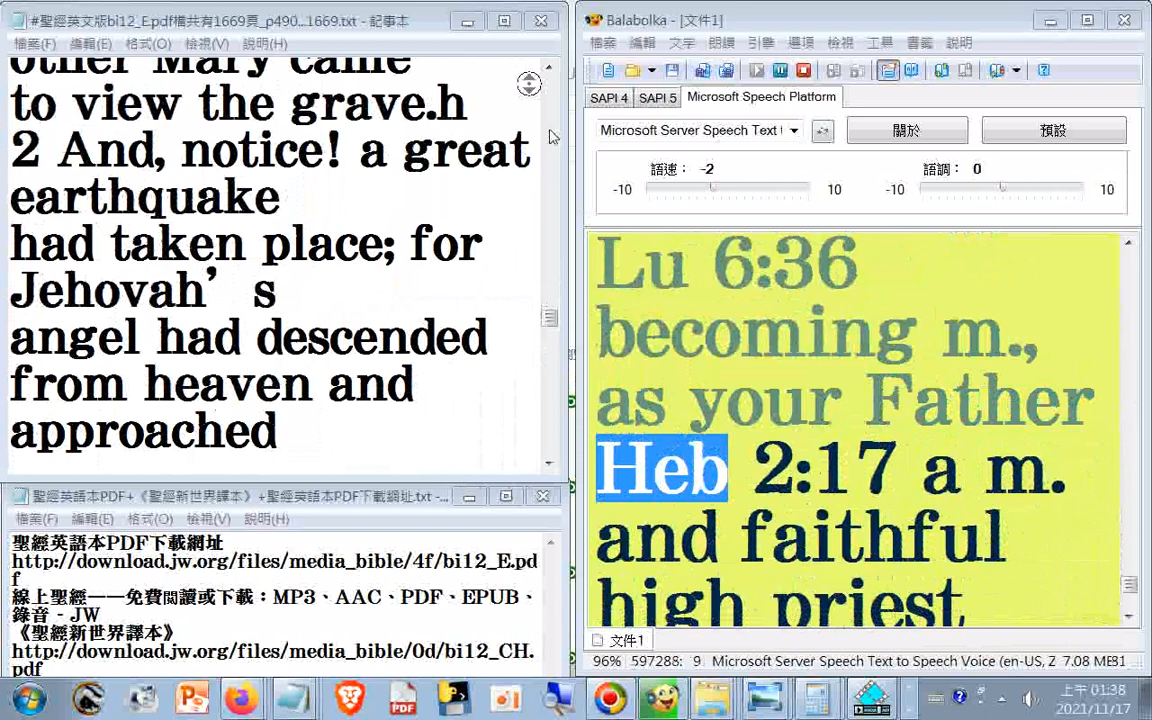 #聖經英文版bi12_E.pdf檔共有1669頁_p490...1669.txt - 記事本
檔案(F) 編輯(E) 格式(O) 檢視(V) 說明(H)
other Mary came
to view the grave.h
2 And, notice! a great
earthquake
had taken place; for
Jehovah’s
angel had descended
from heaven and
approached
聖經英語本PDF+《聖經新世界譯本》+聖經英語本PDF下載網址.txt -...
檔案(F) 編輯(E) 格式(O) 檢視(V) 說明(H)
聖經英語本PDF下載網址
http://download.jw.org/files/media_bible/4f/bi12_E.pd
f
線上聖經——免費閱讀或下載：MP3、AAC、PDF、EPUB、
錄音 - JW
《聖經新世界譯本》
http://download.jw.org/files/media_bible/0d/bi12_CH.
pdf
Balabolka - [文件1]
檔案 編輯 文字 朗讀 引擎 選項 檢視 工具 書籤 說明
SAPI 4 SAPI 5 Microsoft Speech Platform
Microsoft Server Speech Text 關於 預設
語速： -2 語調： 0
-10 10 -10 10
Lu 6:36
becoming m.,
as your Father
Heb 2:17 a m.
and faithful
high priest
文件1
96% 597288: 9 Microsoft Server Speech Text to Speech Voice (en-US, Z 7.08 MB
PDF
上午 01:38
2021/11/17